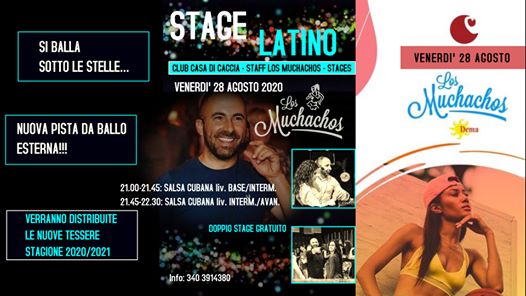 SI BALLA
SOTTO LE STELLE...
NUOVA PISTA DA BALLO
ESTERNA!!!
VERRANNO DISTRIBUITE
LE NUOVE TESSERE
STAGIONE 2020/2021
STAGE
LATINO
CLUB CASA DI CACCIA - STAFF LOS MUCHACHOS - STAGES
VENERDI' 28 AGOSTO 2020
Los
Muchachos
21.00-21.45: SALSA CUBANA liv. BASE/INTERM.
21.45-22.30: SALSA CUBANA liv. INTERM./AVAN.
DOPPIO STAGE GRATUITO
Info: 340 3914380
VENERDI' 28 AGOSTO
Los
Muchachos
Dema